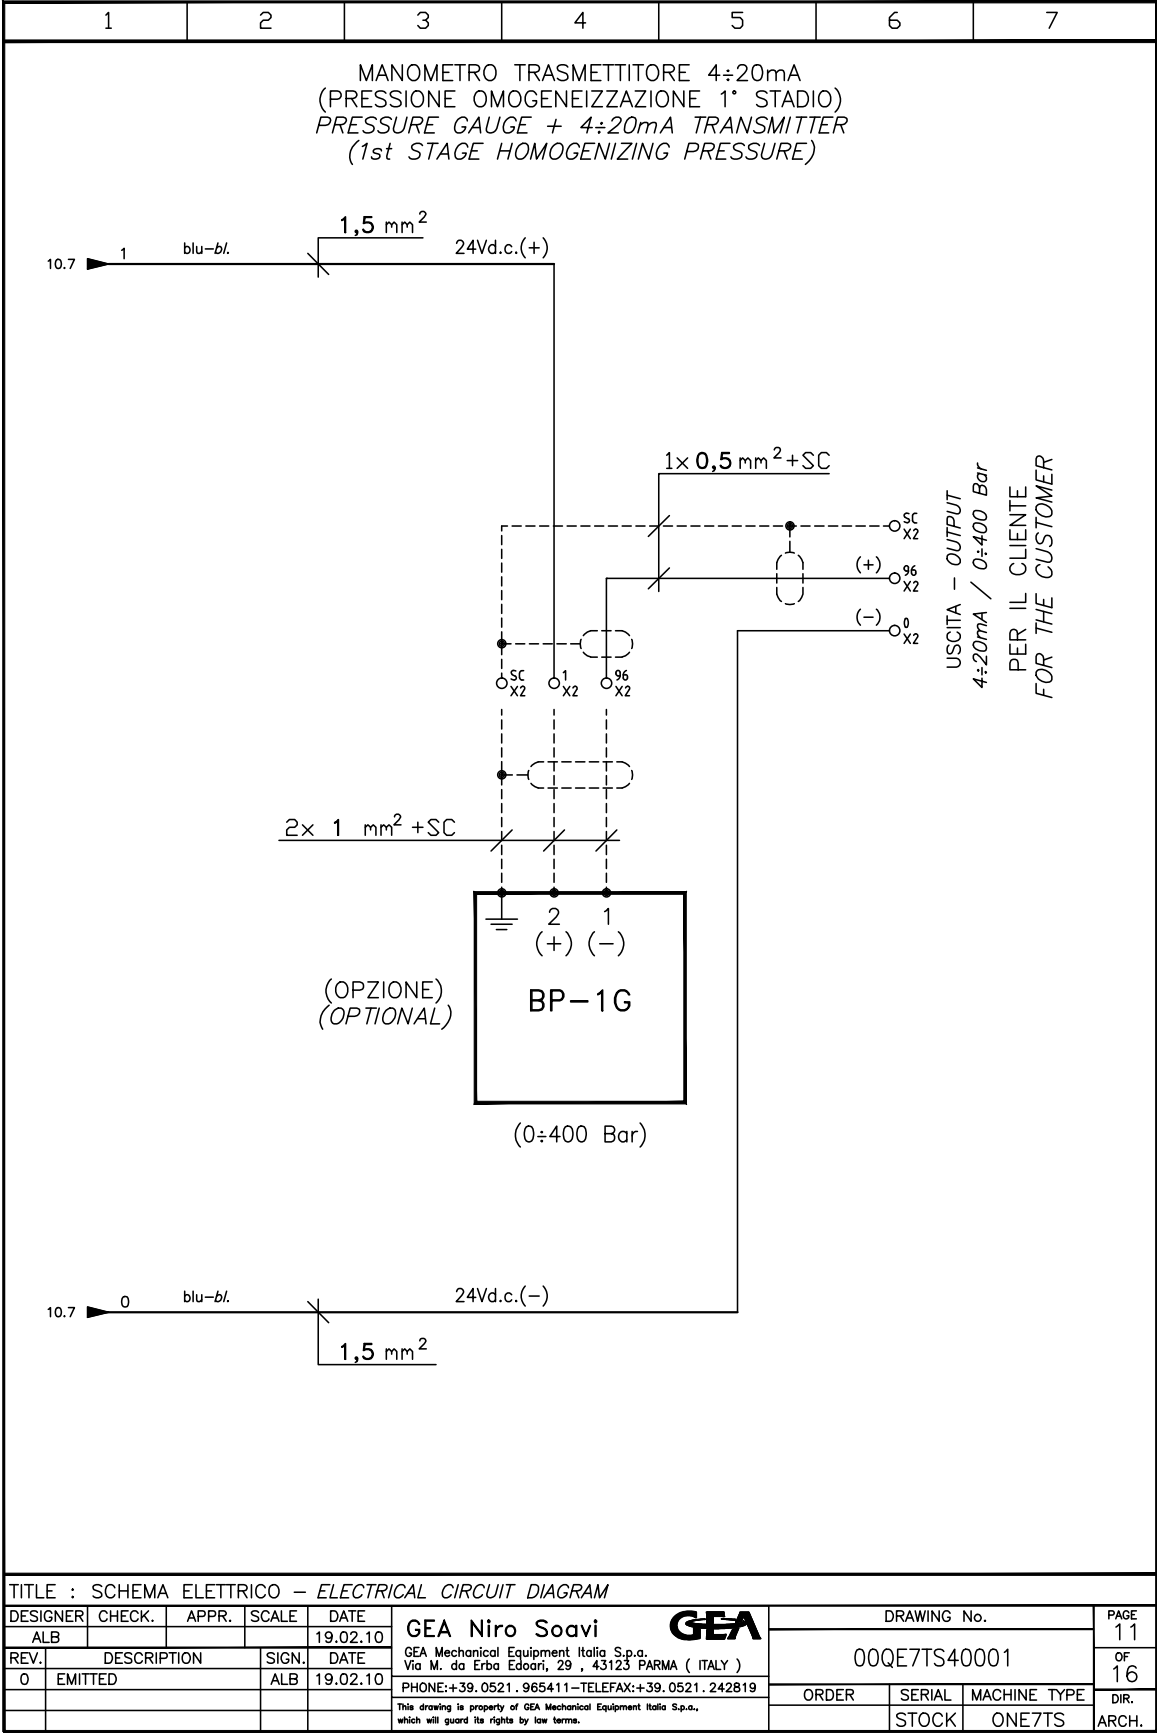 1 2 3 4 5 6 7
MANOMETRO TRASMETTITORE 4÷20mA
(PRESSIONE OMOGENEIZZAZIONE 1° STADIO)
PRESSURE GAUGE + 4÷20mA TRANSMITTER
(1st STAGE HOMOGENIZING PRESSURE)
1,5 mm²
10.7 1 blu-bl. 24Vd.c.(+)
1x 0,5 mm²+SC
SC
X2
(+) 96
X2
(-) 0
X2
USCITA - OUTPUT
4÷20mA / 0÷400 Bar
PER IL CLIENTE
FOR THE CUSTOMER
SC
X2
1
X2
96
X2
2x 1 mm²+SC
2 1
(+) (-)
BP-1G
(OPZIONE)
(OPTIONAL)
(0÷400 Bar)
10.7 0 blu-bl. 24Vd.c.(-)
1,5 mm²
TITLE : SCHEMA ELETTRICO - ELECTRICAL CIRCUIT DIAGRAM
DESIGNER CHECK. APPR. SCALE DATE
ALB 19.02.10
REV. DESCRIPTION SIGN. DATE
0 EMITTED ALB 19.02.10
GEA Niro Soavi GEA
GEA Mechanical Equipment Italia S.p.a.
Via M. da Erba Edoari, 29 , 43123 PARMA ( ITALY )
PHONE:+39.0521.965411-TELEFAX:+39.0521.242819
This drawing is property of GEA Mechanical Equipment Italia S.p.a.,
which will guard its rights by law terms.
DRAWING No.
00QE7TS40001
ORDER SERIAL MACHINE TYPE
STOCK ONE7TS
PAGE
11
OF
16
DIR.
ARCH.